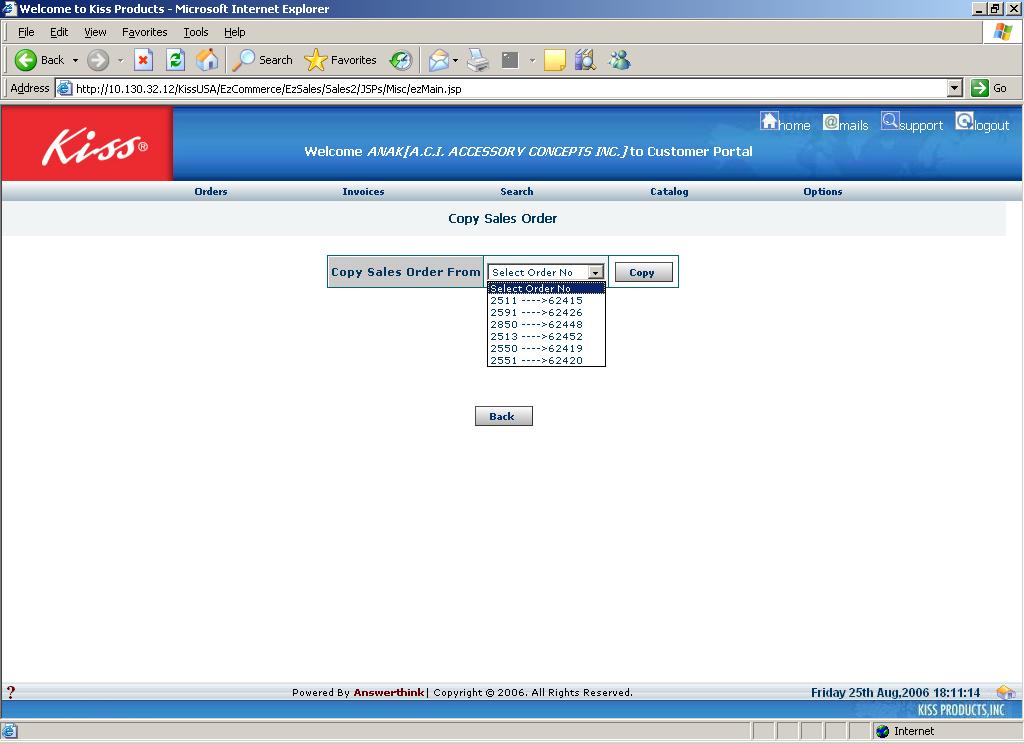 Welcome to Kiss Products - Microsoft Internet Explorer
File Edit View Favorites Tools Help
Back Search Favorites
Address http://10.130.32.12/KissUSA/EzCommerce/EzSales/Sales2/JSPs/Misc/ezMain.jsp Go
home mails support logout
Kiss®
Welcome ANAK[A.C.I. ACCESSORY CONCEPTS INC.] to Customer Portal
Orders Invoices Search Catalog Options
Copy Sales Order
Copy Sales Order From Select Order No Copy
Select Order No
2511 ---->62415
2591 ---->62426
2850 ---->62448
2513 ---->62452
2550 ---->62419
2551 ---->62420
Back
? Powered By Answerthink| Copyright © 2006. All Rights Reserved. Friday 25th Aug,2006 18:11:14
KISS PRODUCTS,INC
Internet